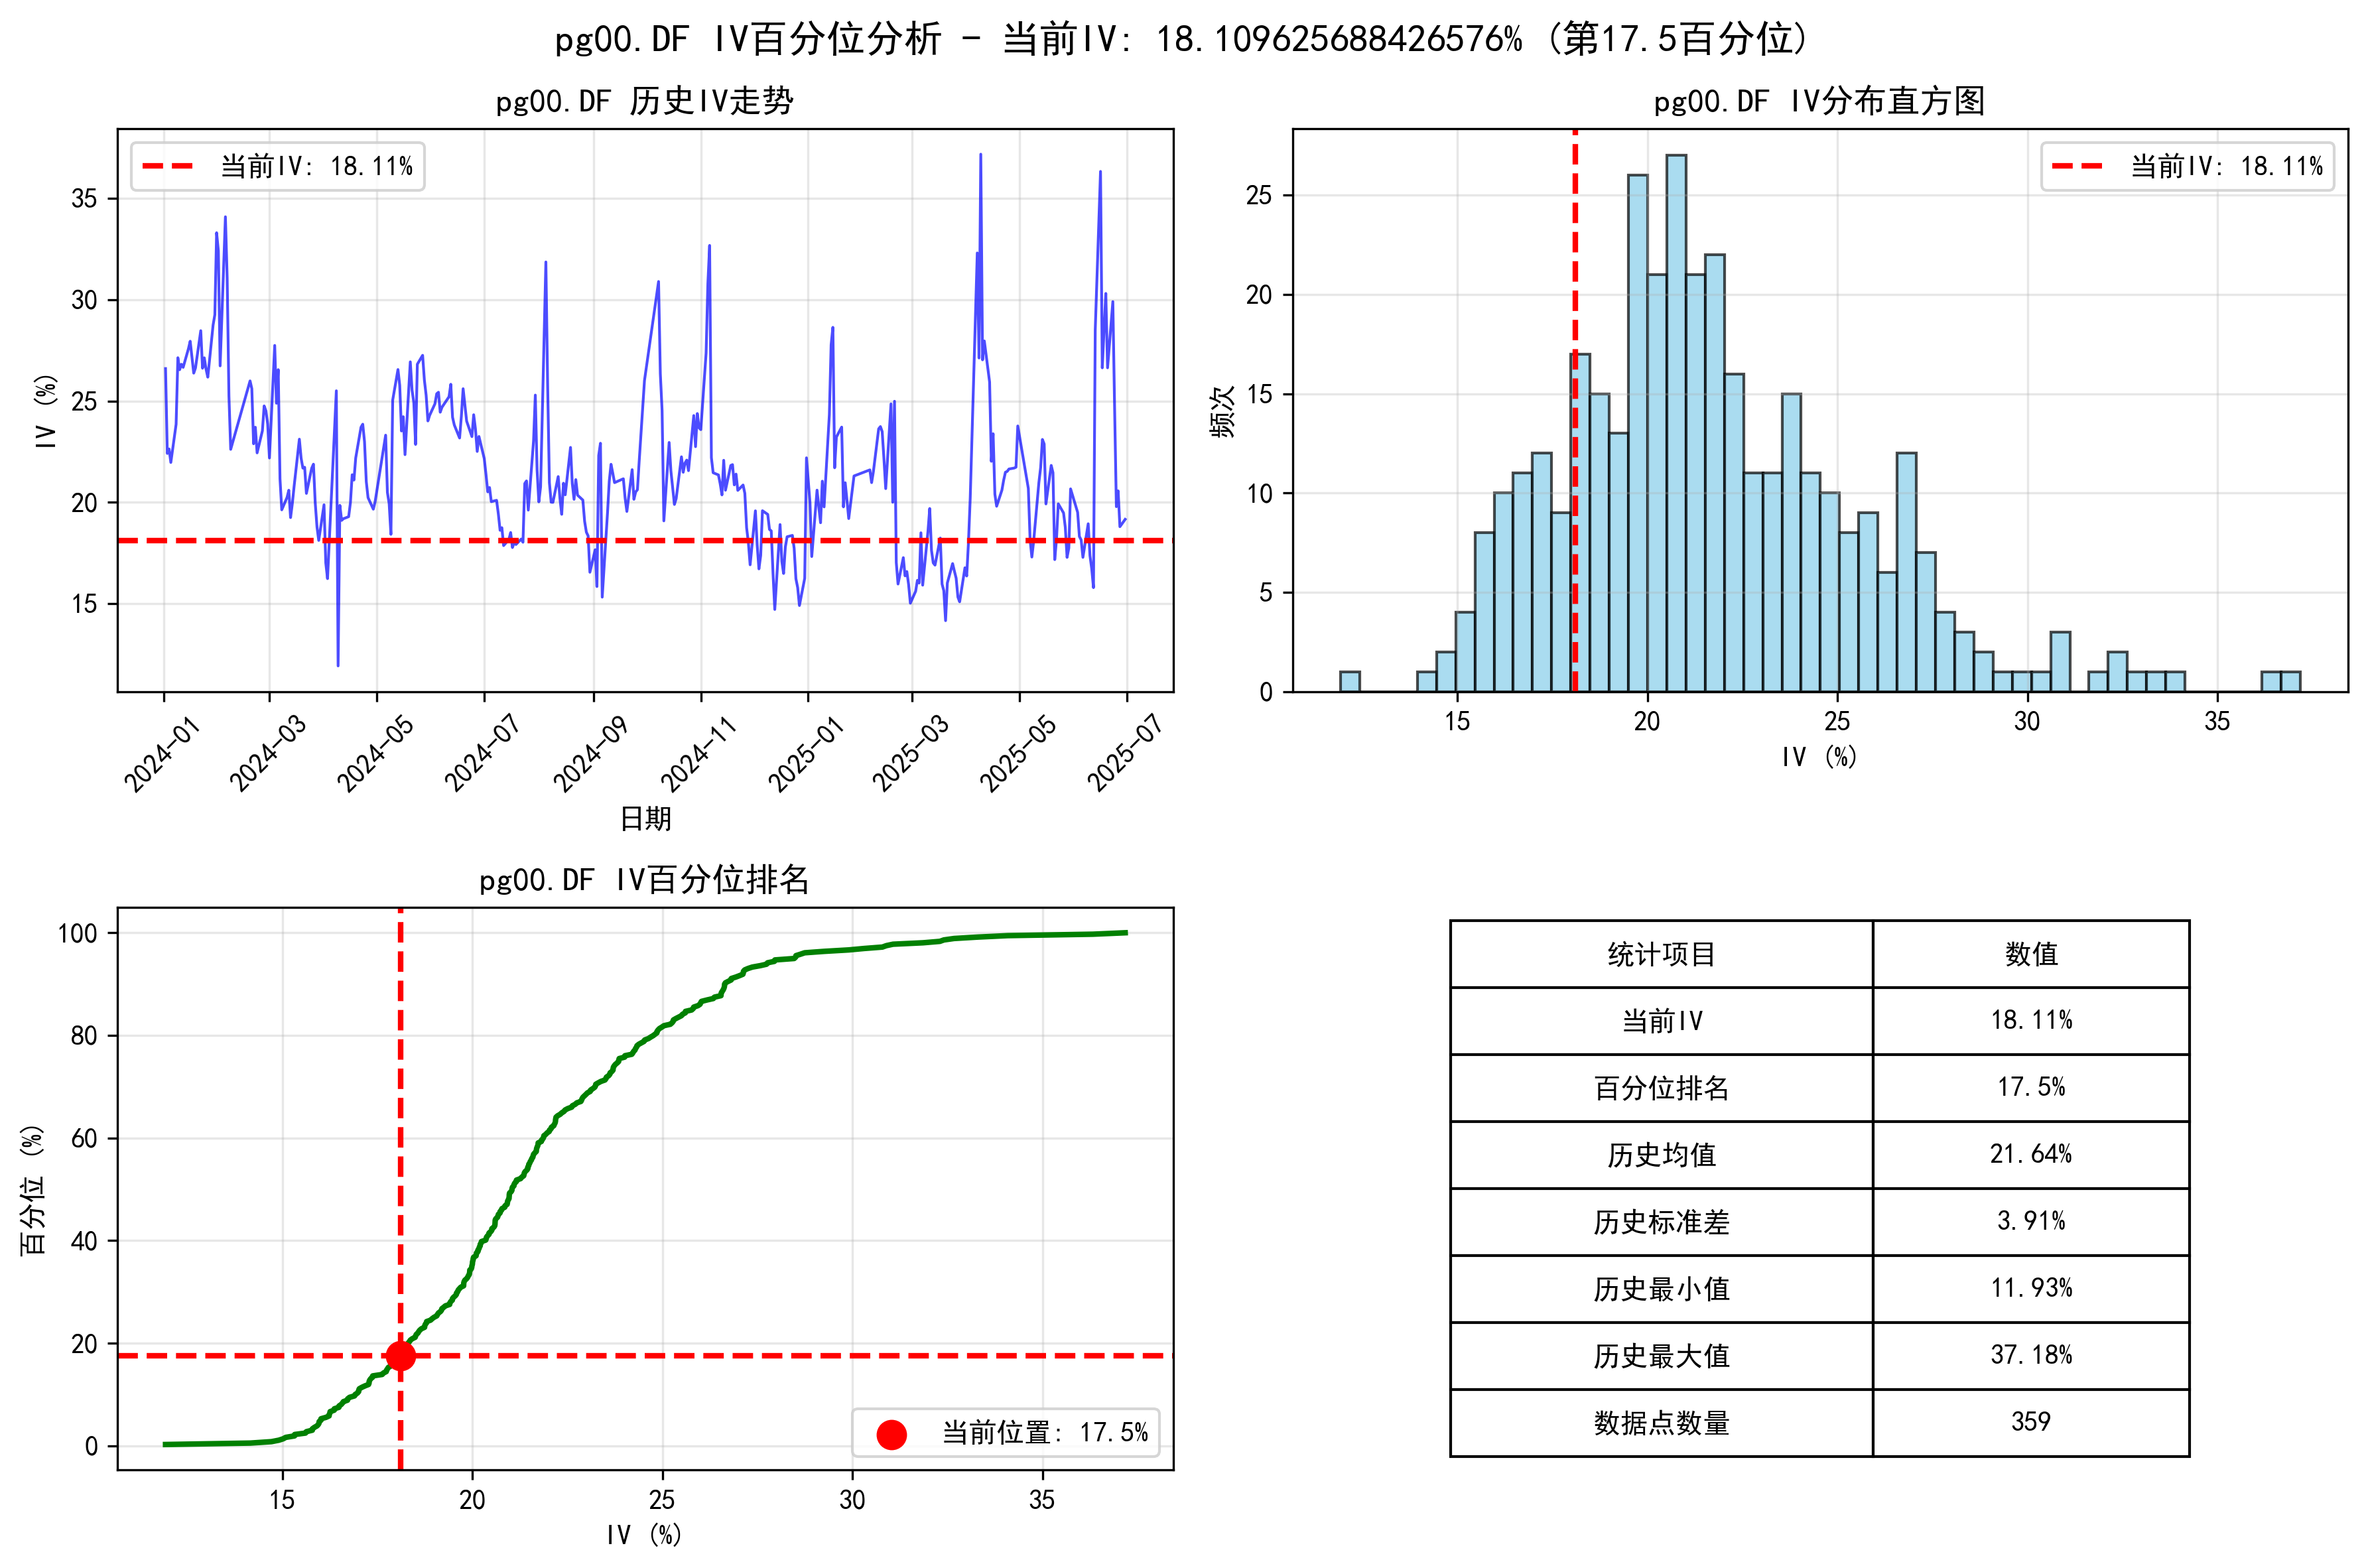 pg00.DF IV百分位分析 - 当前IV: 18.109625688426576% (第17.5百分位)
pg00.DF 历史IV走势
当前IV: 18.11%
IV (%)
35
30
25
20
15
2024-01
2024-03
2024-05
2024-07
2024-09
2024-11
2025-01
2025-03
2025-05
2025-07
日期
pg00.DF IV分布直方图
当前IV: 18.11%
频次
25
20
15
10
5
0
15
20
25
30
35
IV (%)
pg00.DF IV百分位排名
百分位 (%)
100
80
60
40
20
0
当前位置: 17.5%
15
20
25
30
35
IV (%)
统计项目 数值
当前IV 18.11%
百分位排名 17.5%
历史均值 21.64%
历史标准差 3.91%
历史最小值 11.93%
历史最大值 37.18%
数据点数量 359